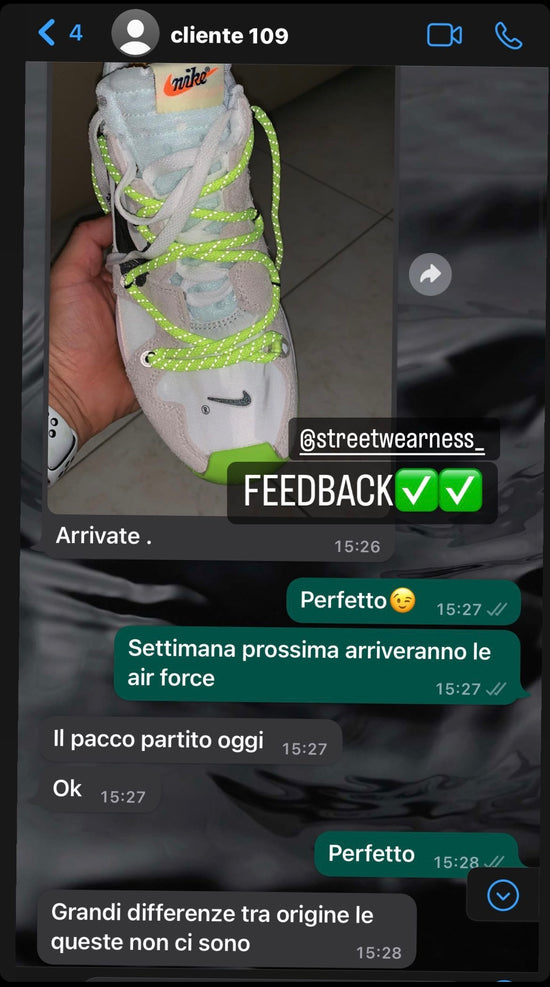 4
cliente 109
nike
®
@streetwearness_
FEEDBACK✅✅
Arrivate .
15:26
Perfetto😉 15:27
Settimana prossima arriveranno le
air force
15:27
Il pacco partito oggi 15:27
Ok 15:27
Perfetto 15:28
Grandi differenze tra origine le
queste non ci sono
15:28